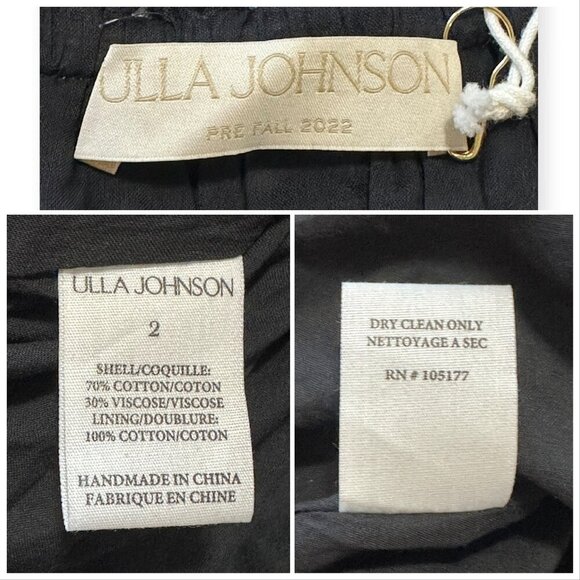 ULLA JOHNSON
PRE FALL 2022
ULLA JOHNSON
2
SHELL/COQUILLE:
70% COTTON/COTON
30% VISCOSE/VISCOSE
LINING/DOUBLURE:
100% COTTON/COTON
HANDMADE IN CHINA
FABRIQUE EN CHINE
DRY CLEAN ONLY
NETTOYAGE A SEC
RN # 105177